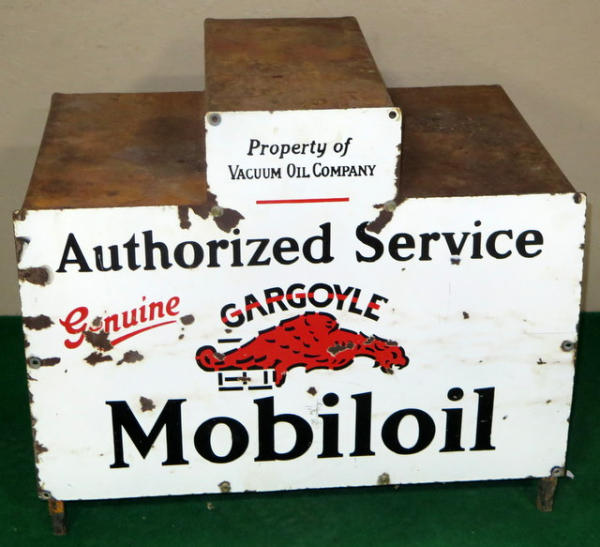 Property of
VACUUM OIL COMPANY
Authorized Service
Genuine
GARGOYLE
Mobiloil